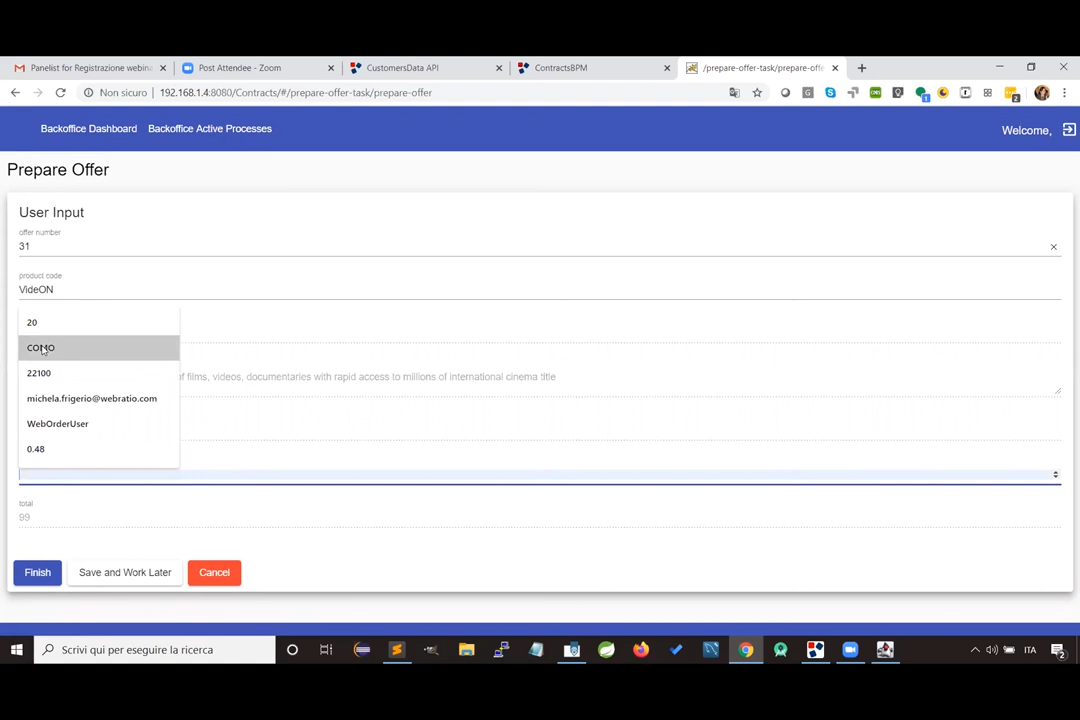 Panelist for Registrazione webina
Post Attendee - Zoom
CustomersData API
ContractsBPM
/prepare-offer-task/prepare-offe
Non sicuro
192.168.1.4:8080/Contracts/#/prepare-offer-task/prepare-offer
Backoffice Dashboard
Backoffice Active Processes
Welcome,
Prepare Offer
User Input
offer number
31
product code
VideON
20
COMO
22100
michela.frigerio@webratio.com
WebOrderUser
0.48
of films, videos, documentaries with rapid access to millions of international cinema title
total
99
Finish
Save and Work Later
Cancel
Scrivi qui per eseguire la ricerca
ITA
2